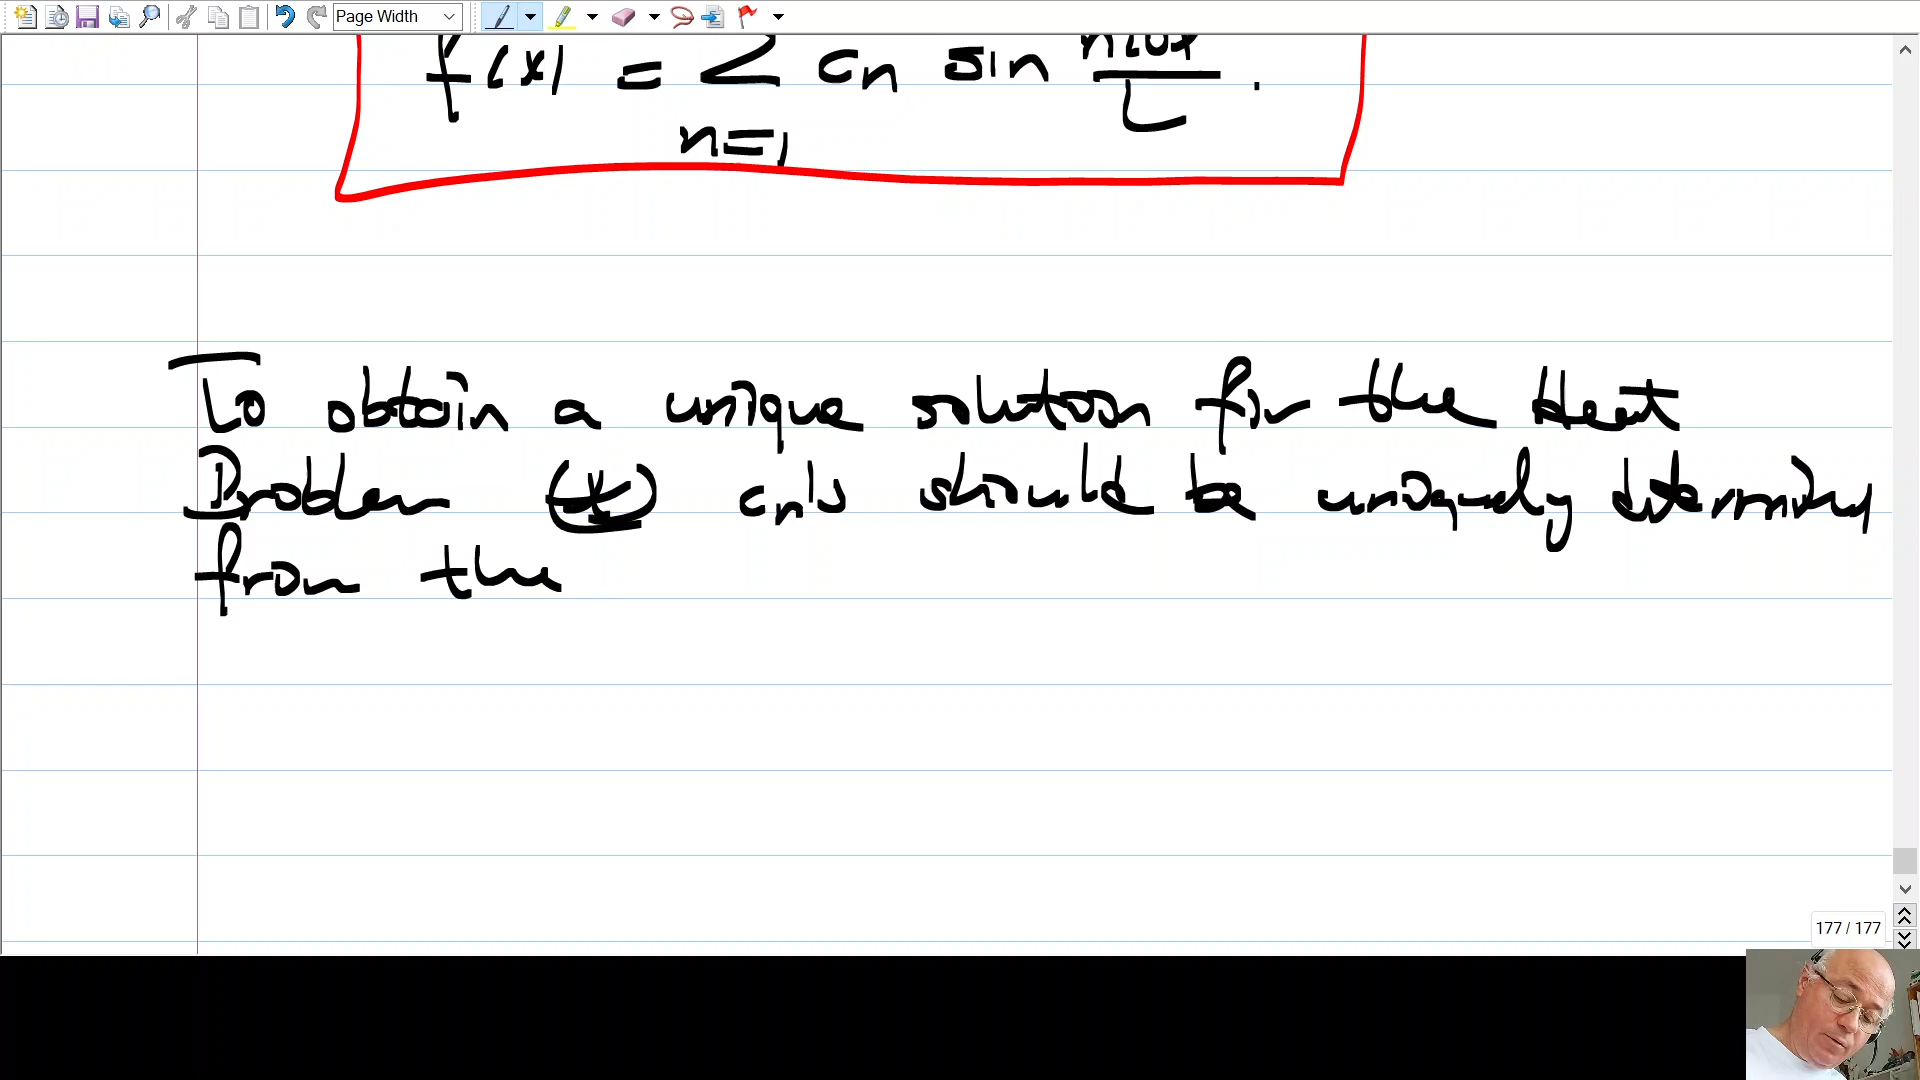 Page Width
f(x) = Σ cn sin nπx/L .
n=1
To obtain a unique solution for the Heat
Problem (*) cn's should be uniquely determined
from the
177 / 177